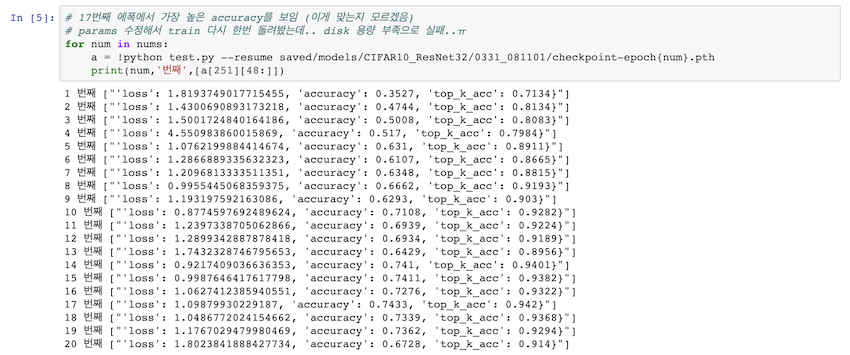 In [5]: # 17번째 에폭에서 가장 높은 accuracy를 보임 (이게 맞는지 모르겠음)
# params 수정해서 train 다시 한번 돌려봤는데.. disk 용량 부족으로 실패..ㅠ
for num in nums:
a = !python test.py --resume saved/models/CIFAR10_ResNet32/0331_081101/checkpoint-epoch{num}.pth
print(num,'번째',[a[251][48:]])
1 번째 ["'loss': 1.8193749017715455, 'accuracy': 0.3527, 'top_k_acc': 0.7134}"]
2 번째 ["'loss': 1.4300690893173218, 'accuracy': 0.4744, 'top_k_acc': 0.8134}"]
3 번째 ["'loss': 1.5001724840164186, 'accuracy': 0.5008, 'top_k_acc': 0.8083}"]
4 번째 ["'loss': 4.550983860015869, 'accuracy': 0.517, 'top_k_acc': 0.7984}"]
5 번째 ["'loss': 1.0762199884414674, 'accuracy': 0.631, 'top_k_acc': 0.8911}"]
6 번째 ["'loss': 1.2866889335632323, 'accuracy': 0.6107, 'top_k_acc': 0.8665}"]
7 번째 ["'loss': 1.2096813333511351, 'accuracy': 0.6348, 'top_k_acc': 0.8815}"]
8 번째 ["'loss': 0.9955445068359375, 'accuracy': 0.6662, 'top_k_acc': 0.9193}"]
9 번째 ["'loss': 1.193197592163086, 'accuracy': 0.6293, 'top_k_acc': 0.903}"]
10 번째 ["'loss': 0.8774597692489624, 'accuracy': 0.7108, 'top_k_acc': 0.9282}"]
11 번째 ["'loss': 1.2397338705062866, 'accuracy': 0.6939, 'top_k_acc': 0.9224}"]
12 번째 ["'loss': 1.2899342887878418, 'accuracy': 0.6934, 'top_k_acc': 0.9189}"]
13 번째 ["'loss': 1.7432328746795653, 'accuracy': 0.6429, 'top_k_acc': 0.8956}"]
14 번째 ["'loss': 0.9217409036636353, 'accuracy': 0.741, 'top_k_acc': 0.9401}"]
15 번째 ["'loss': 0.9987646417617798, 'accuracy': 0.7411, 'top_k_acc': 0.9382}"]
16 번째 ["'loss': 1.0627412385940551, 'accuracy': 0.7276, 'top_k_acc': 0.9322}"]
17 번째 ["'loss': 1.09879930229187, 'accuracy': 0.7433, 'top_k_acc': 0.942}"]
18 번째 ["'loss': 1.0486772024154662, 'accuracy': 0.7339, 'top_k_acc': 0.9368}"]
19 번째 ["'loss': 1.1767029479980469, 'accuracy': 0.7362, 'top_k_acc': 0.9294}"]
20 번째 ["'loss': 1.8023841888427734, 'accuracy': 0.6728, 'top_k_acc': 0.914}"]